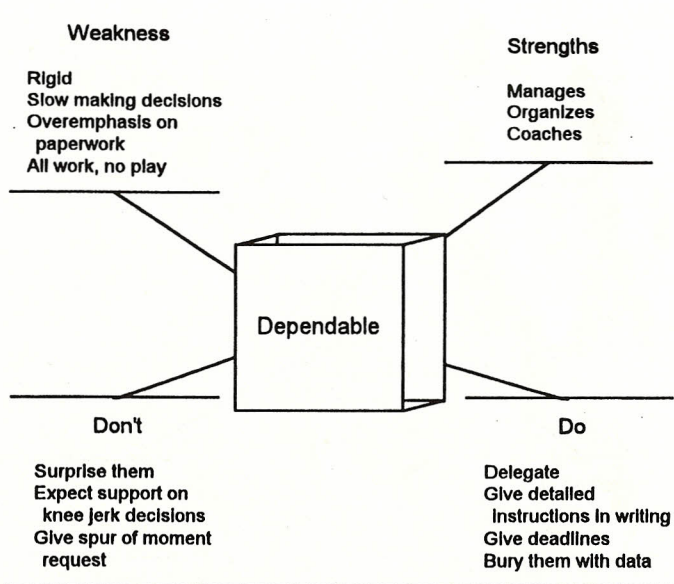 Weakness
Rigid
Slow making decisions
Overemphasis on
paperwork
All work, no play
Strengths
Manages
Organizes
Coaches
Dependable
Don't
Surprise them
Expect support on
knee jerk decisions
Give spur of moment
request
Do
Delegate
Give detailed
instructions in writing
Give deadlines
Bury them with data